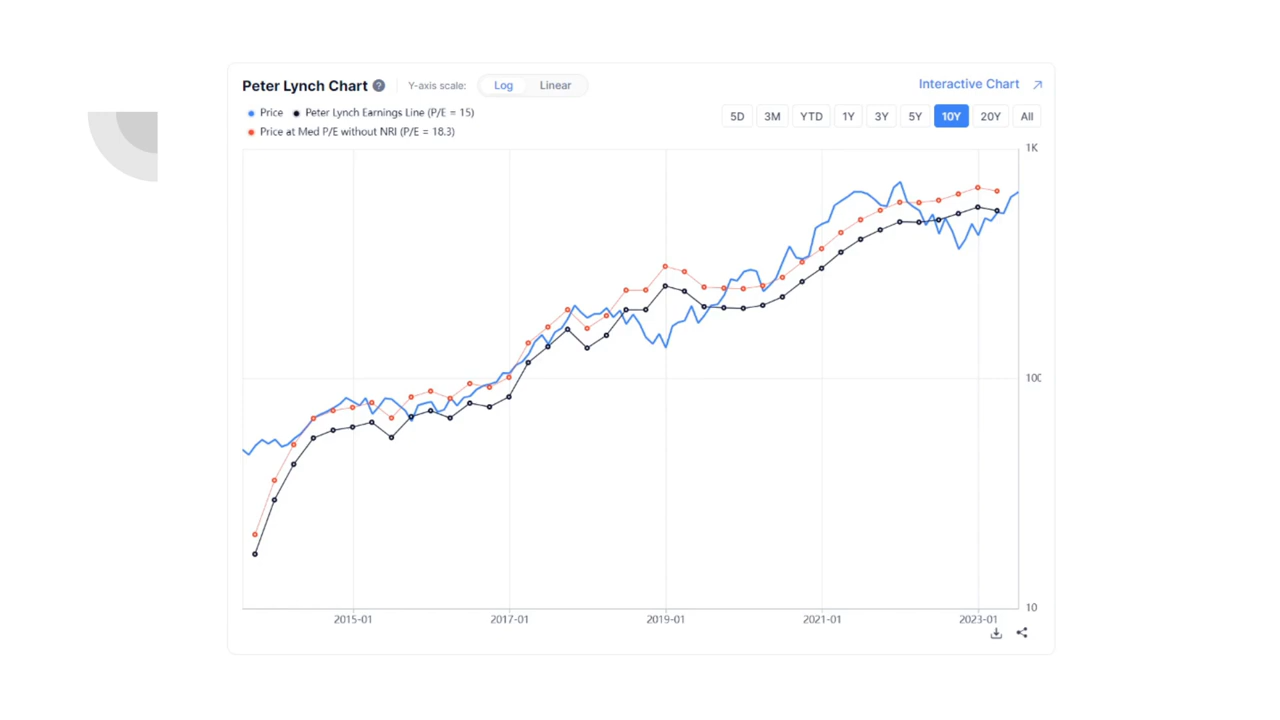 Peter Lynch Chart ? Y-axis scale: Log Linear Interactive Chart
Price Peter Lynch Earnings Line (P/E = 15)
5D 3M YTD 1Y 3Y 5Y 10Y 20Y All
Price at Med P/E without NRI (P/E = 18.3)
1K
100
10
2015-01 2017-01 2019-01 2021-01 2023-01